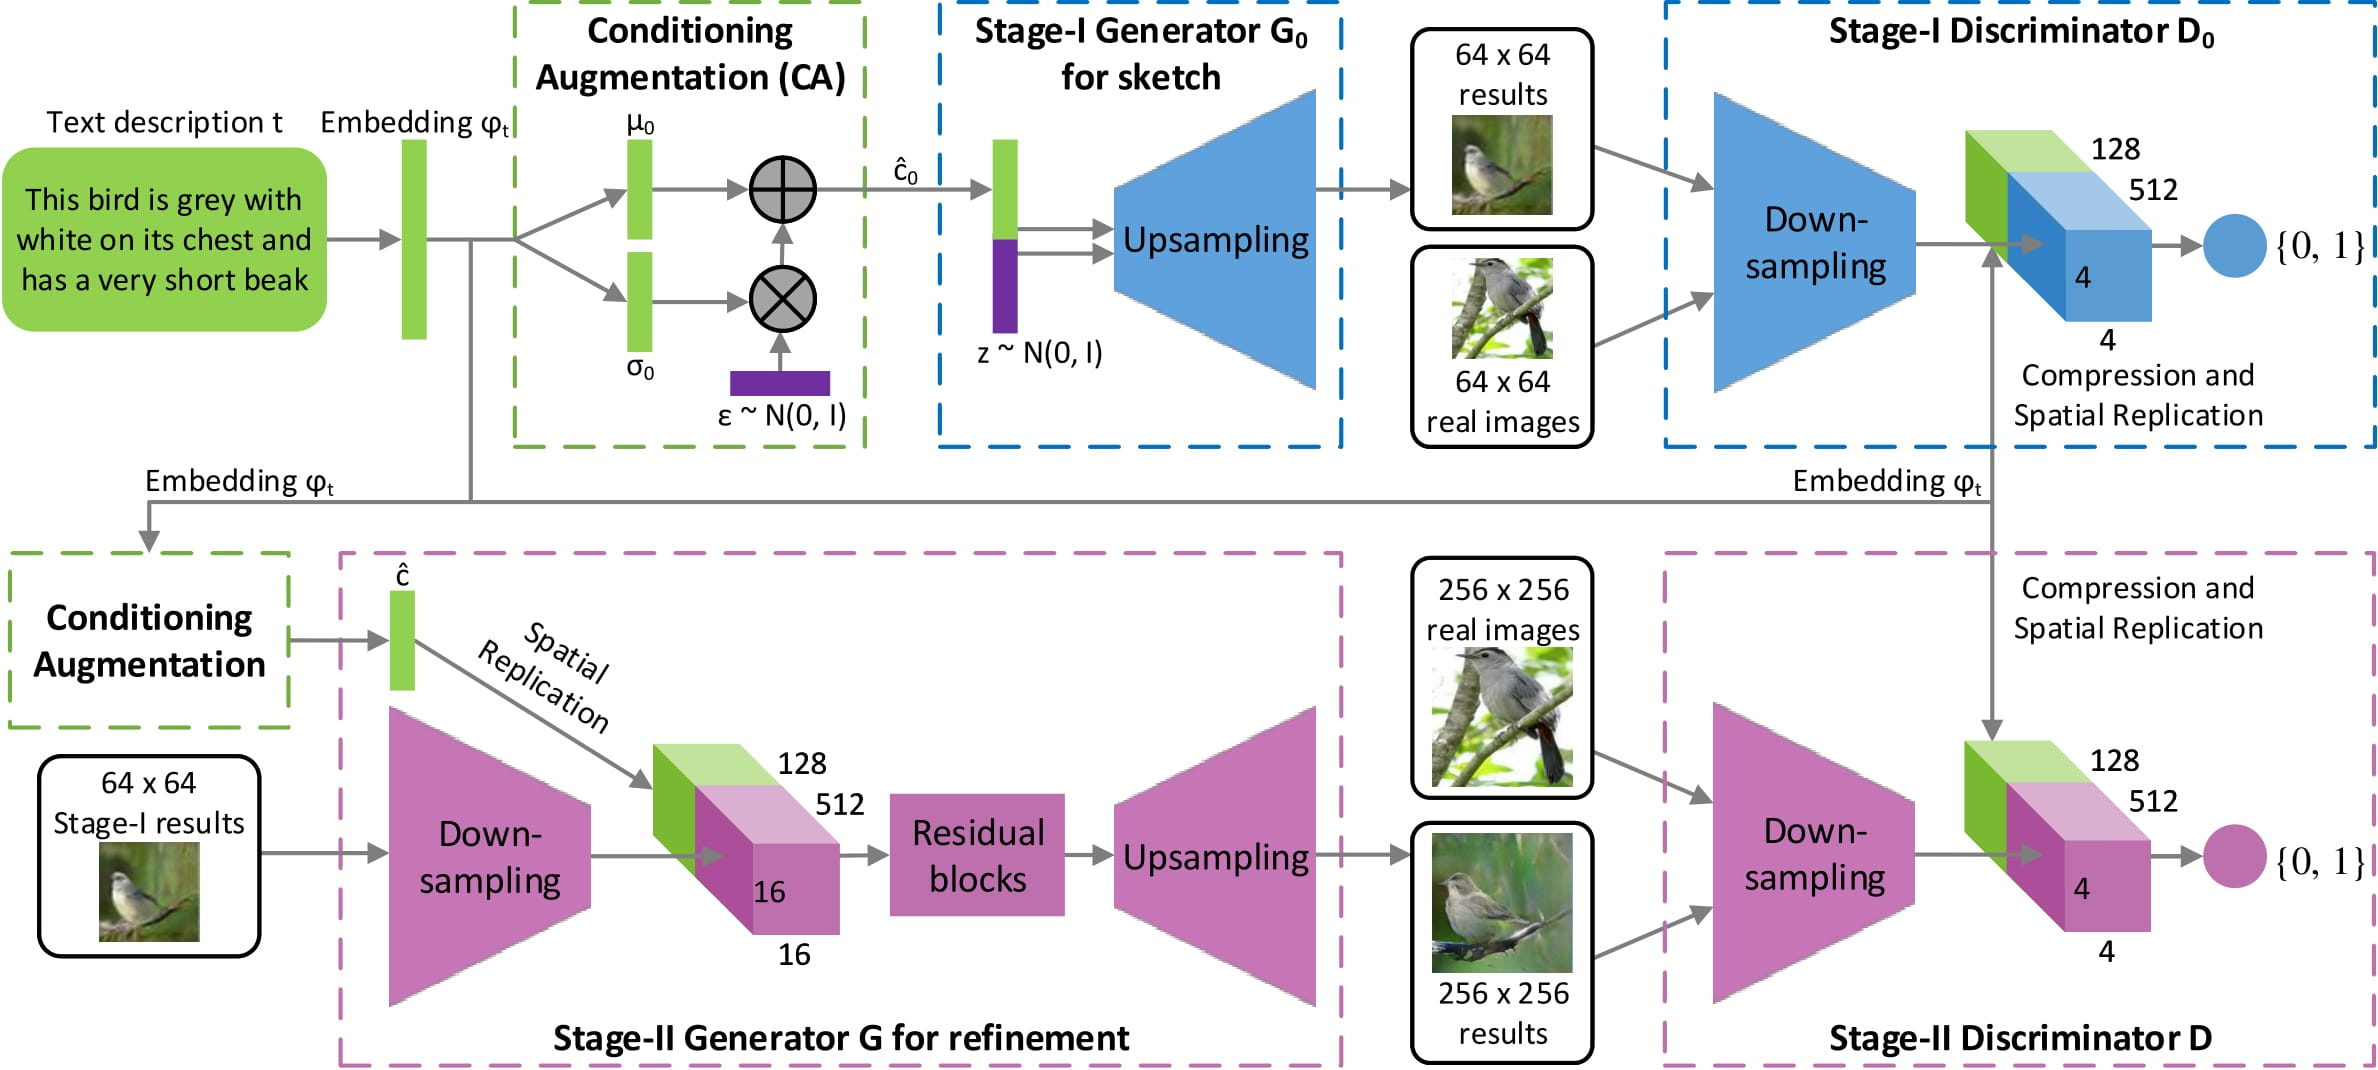 Conditioning
Augmentation (CA)
Stage-I Generator G₀
for sketch
64 x 64
results
Stage-I Discriminator D₀
Text description t
Embedding φₜ
This bird is grey with
white on its chest and
has a very short beak
μ₀
σ₀
ε ~ N(0, I)
ĉ₀
z ~ N(0, I)
Upsampling
64 x 64
real images
Down-
sampling
128
512
4
4
{0, 1}
Compression and
Spatial Replication
Embedding φₜ
Embedding φₜ
Conditioning
Augmentation
ĉ
Spatial
Replication
64 x 64
Stage-I results
Down-
sampling
128
512
16
16
Residual
blocks
Upsampling
Stage-II Generator G for refinement
256 x 256
real images
256 x 256
results
Compression and
Spatial Replication
Down-
sampling
128
512
4
4
{0, 1}
Stage-II Discriminator D